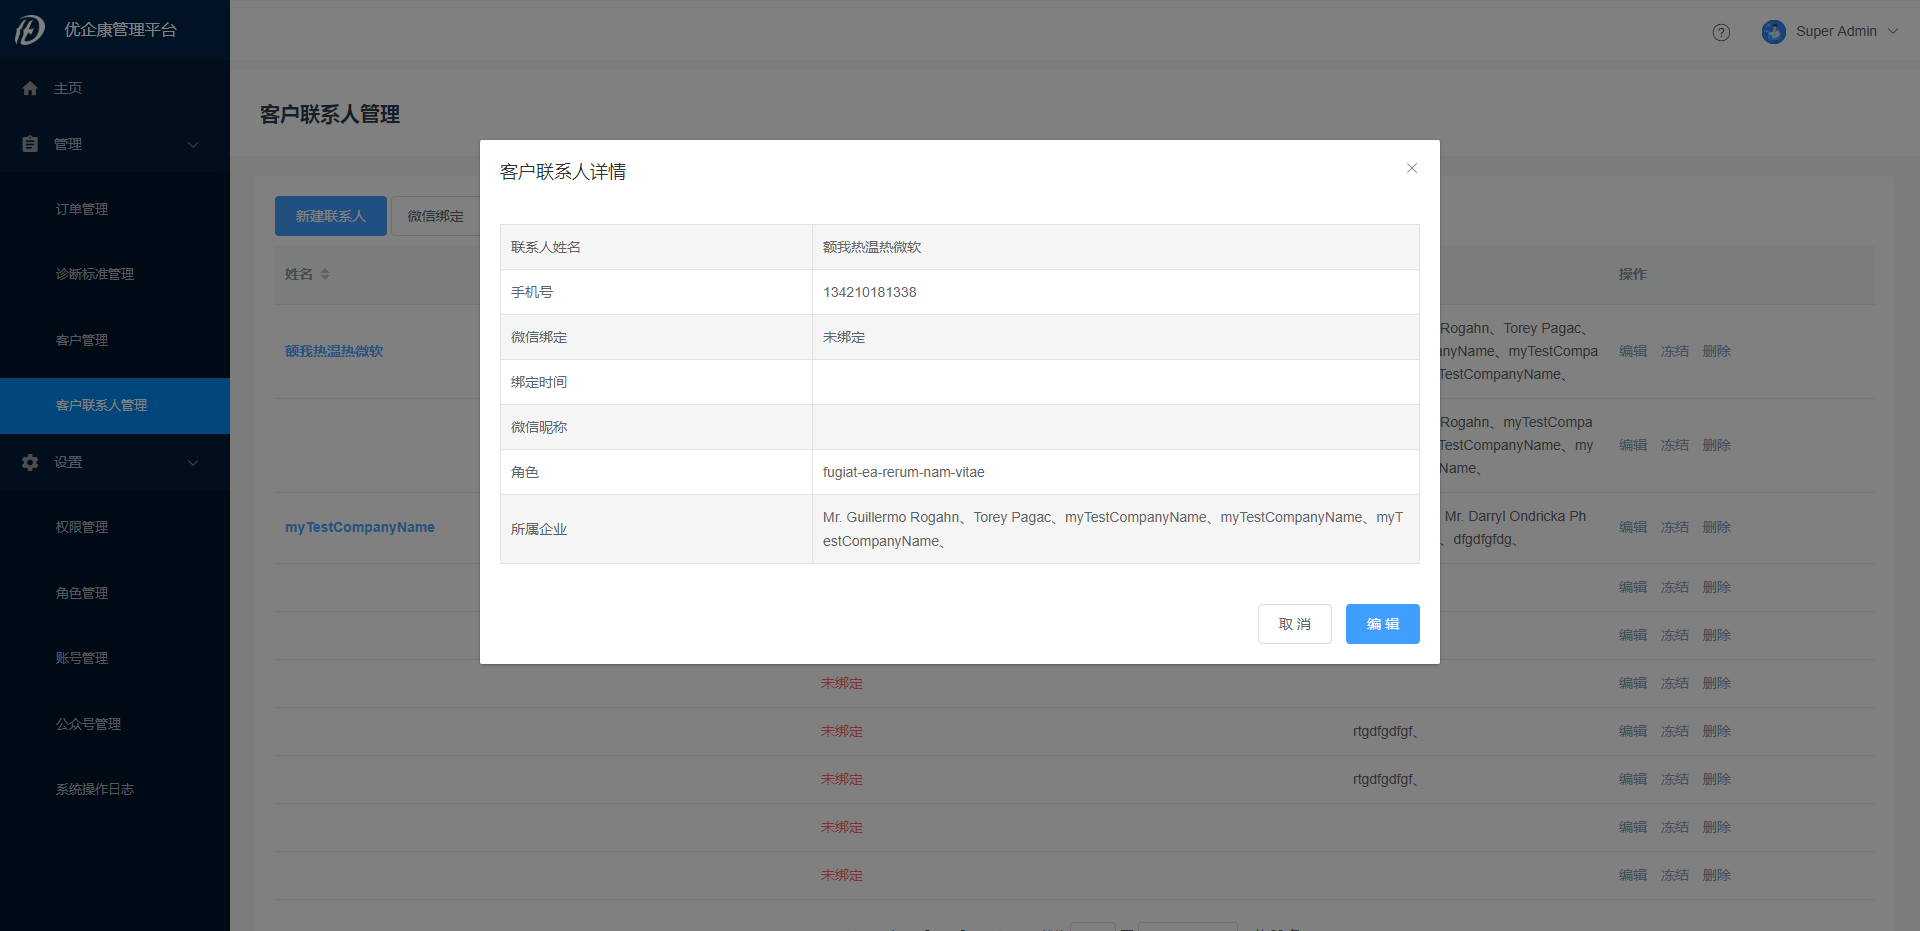 优企康管理平台
Super Admin
主页
管理
订单管理
诊断标准管理
客户管理
客户联系人管理
设置
权限管理
角色管理
账号管理
公众号管理
系统操作日志
客户联系人管理
新建联系人 微信绑定
姓名 操作
额我热温热微软
Rogahn、Torey Pagac、
nyName、myTestCompa
TestCompanyName、
编辑 冻结 删除
Rogahn、myTestCompa
TestCompanyName、my
Name、
编辑 冻结 删除
myTestCompanyName
Mr. Darryl Ondricka Ph
、dfgdfgfdg、
编辑 冻结 删除
编辑 冻结 删除
编辑 冻结 删除
未绑定 编辑 冻结 删除
未绑定 rtgdfgdfgf、 编辑 冻结 删除
未绑定 rtgdfgdfgf、 编辑 冻结 删除
未绑定 编辑 冻结 删除
未绑定 编辑 冻结 删除
客户联系人详情
联系人姓名 额我热温热微软
手机号 134210181338
微信绑定 未绑定
绑定时间
微信昵称
角色 fugiat-ea-rerum-nam-vitae
所属企业 Mr. Guillermo Rogahn、Torey Pagac、myTestCompanyName、myTestCompanyName、myT
estCompanyName、
取 消 编 辑